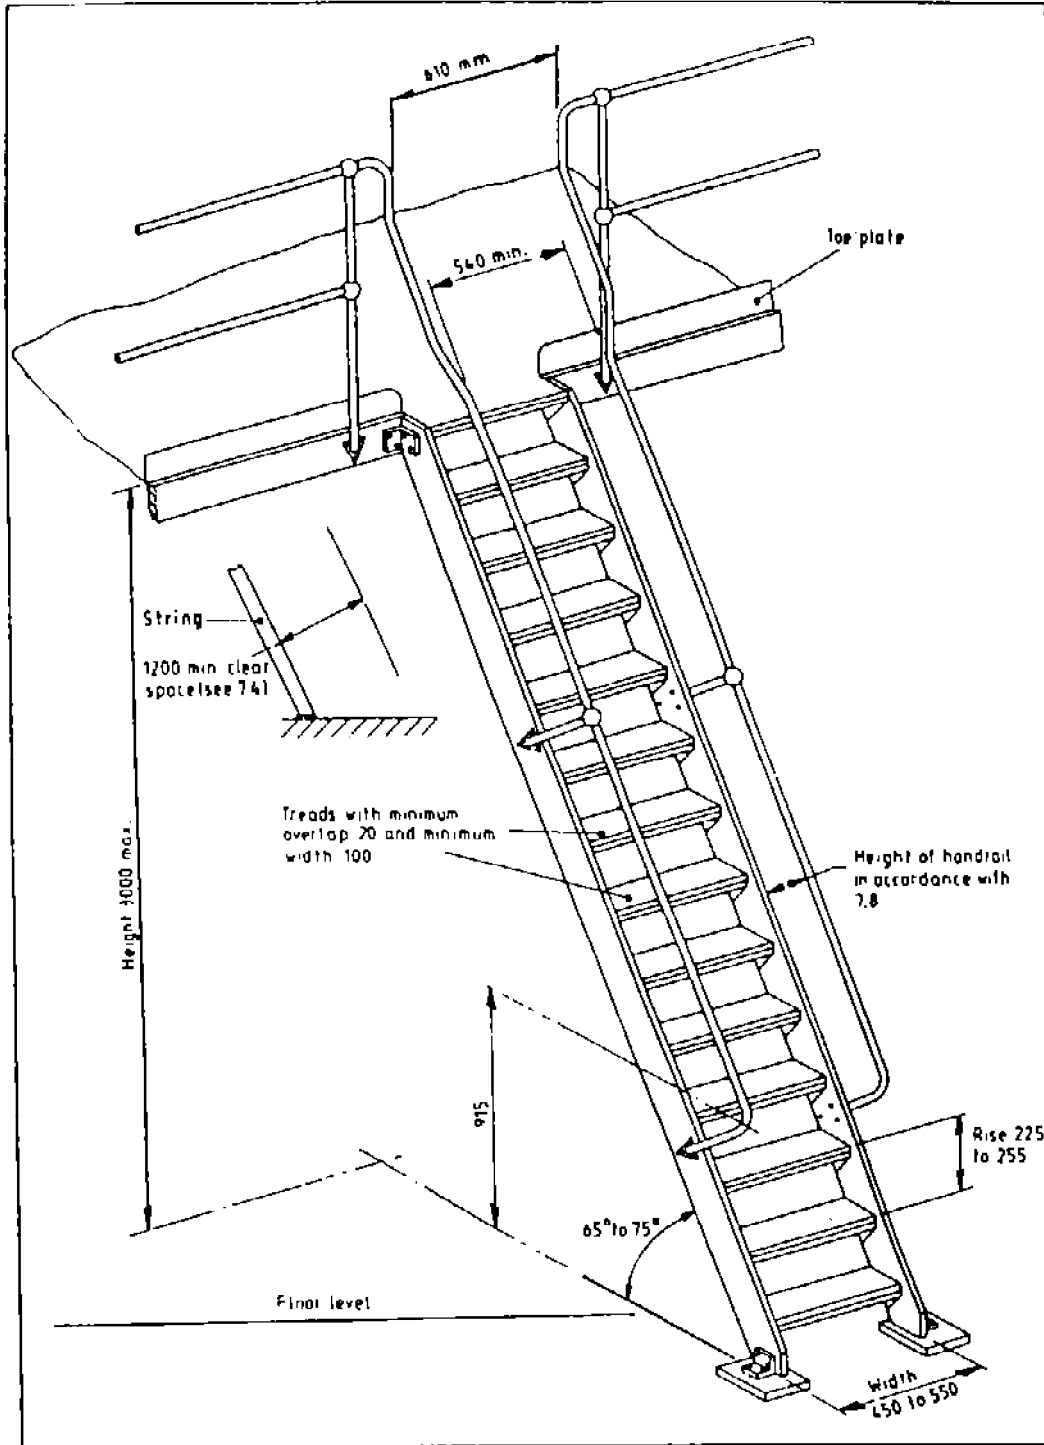 610 mm
540 min.
Toe plate
String
1200 min clear
space(see 7.4)
Treads with minimum
overlap 20 and minimum
width 100
Height of handrail
in accordance with
7.8
Height 3000 max.
915
Rise 225
to 255
65° to 75°
Floor level
Width
450 to 550